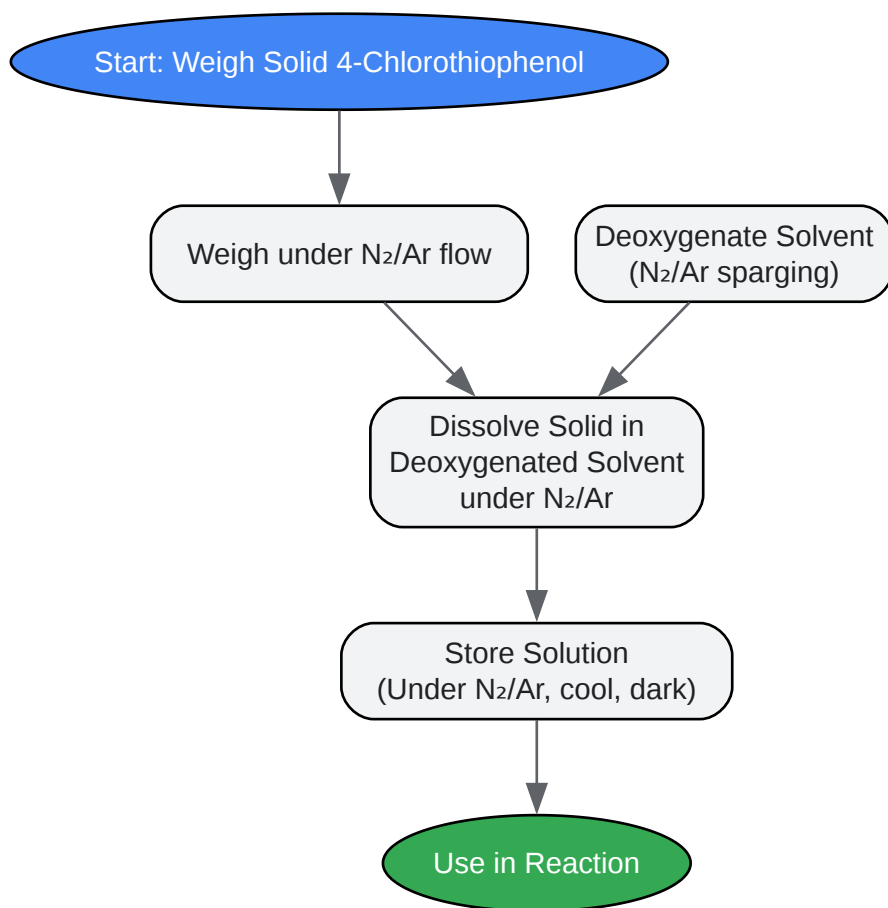 Start: Weigh Solid 4-Chlorothiophenol
Weigh under N₂/Ar flow
Deoxygenate Solvent
(N₂/Ar sparging)
Dissolve Solid in
Deoxygenated Solvent
under N₂/Ar
Store Solution
(Under N₂/Ar, cool, dark)
Use in Reaction